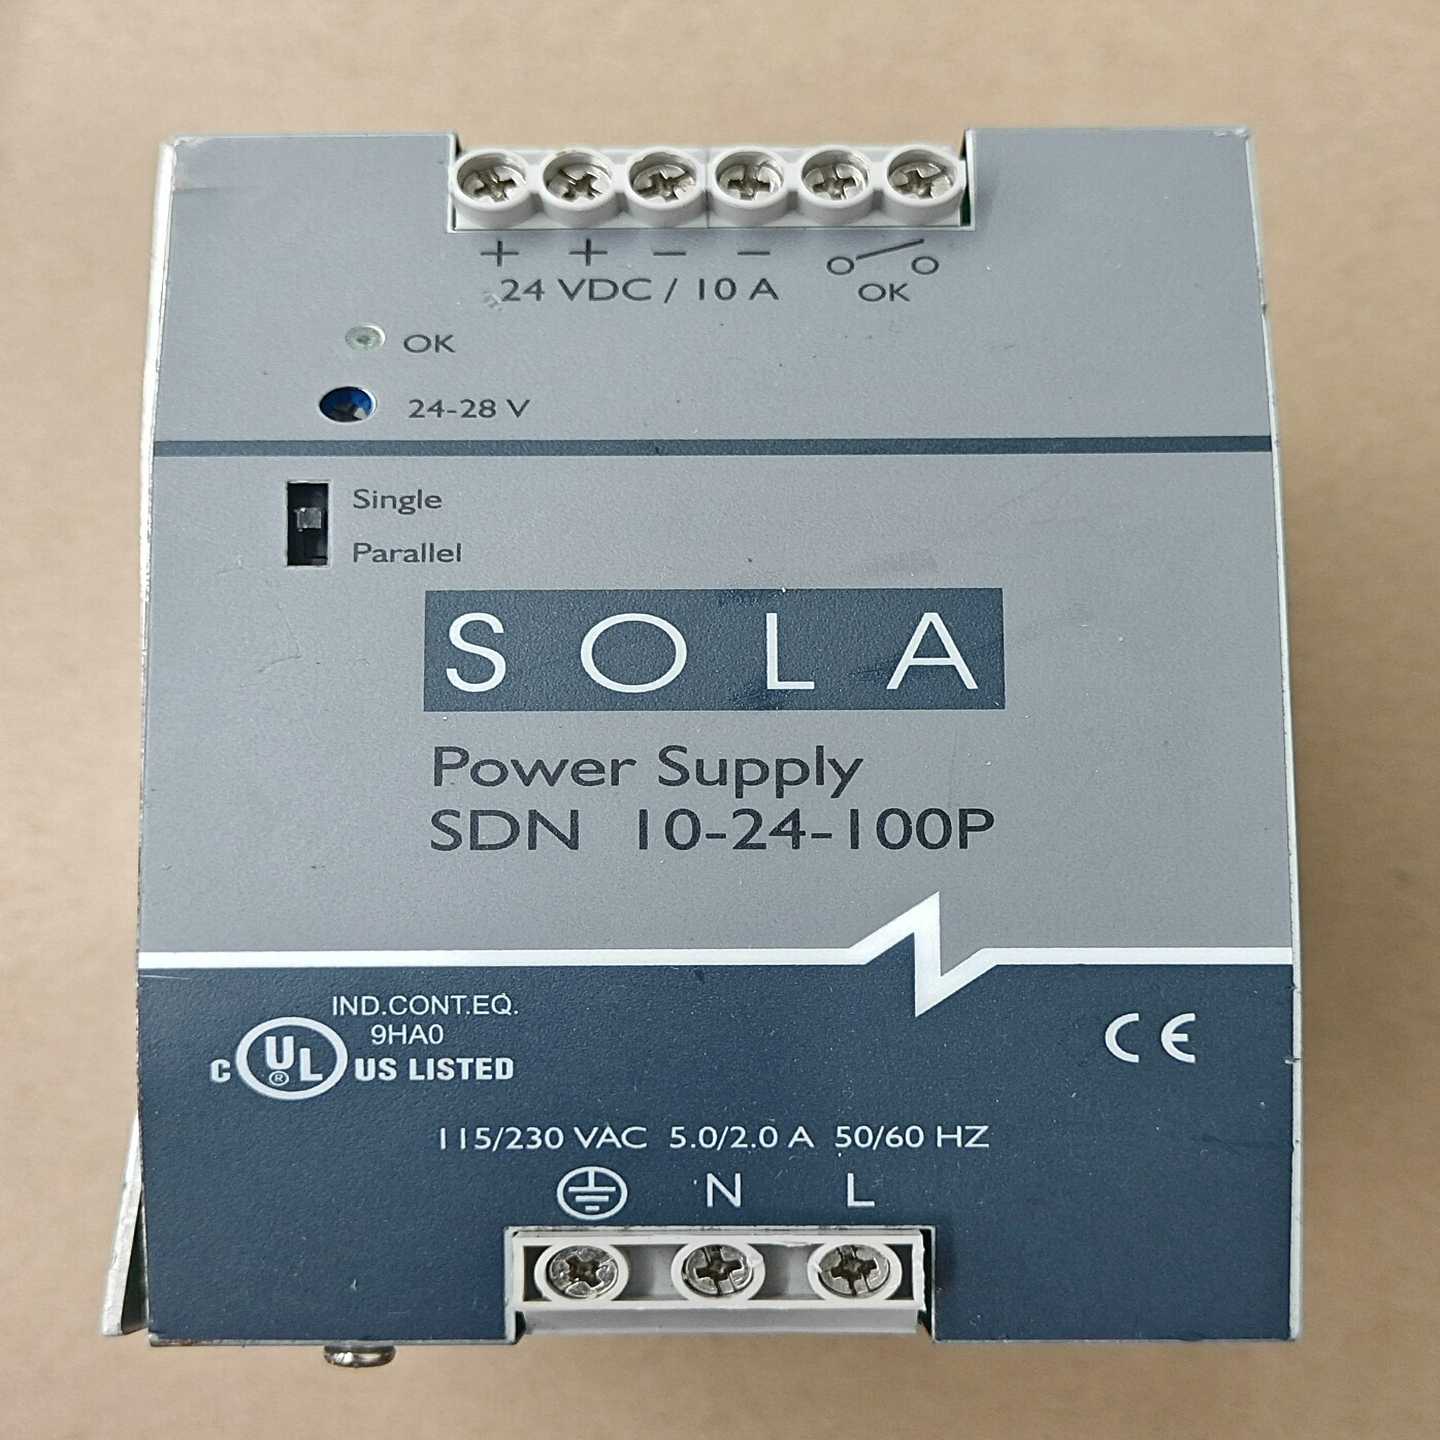 + + − −
24 VDC / 10 A
OK
OK
24-28 V
Single
Parallel
SOLA
Power Supply
SDN 10-24-100P
IND.CONT.EQ.
9HA0
C UL ® US LISTED
CE
115/230 VAC 5.0/2.0 A 50/60 HZ
N L